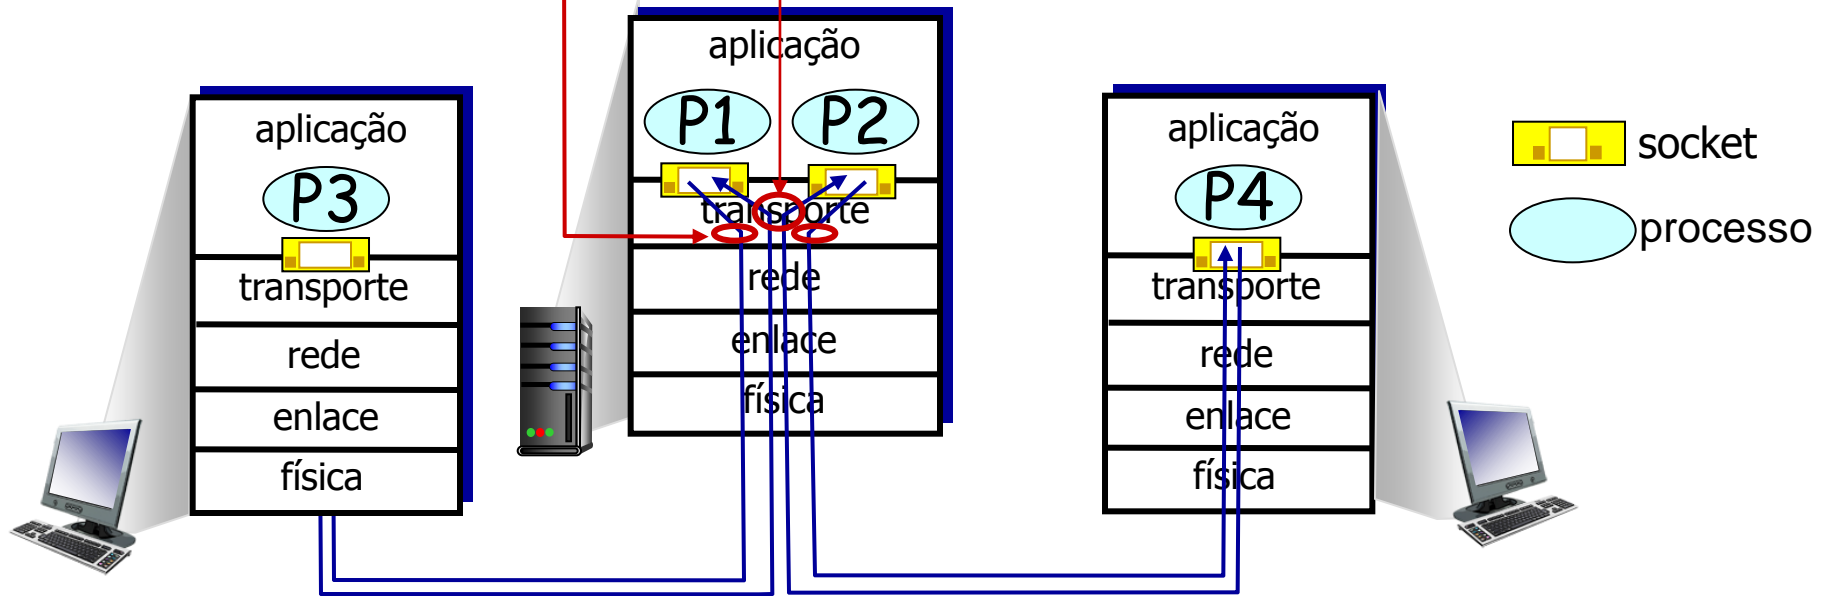 aplicação
P3
transporte
rede
enlace
física
aplicação
P1
P2
transporte
rede
enlace
física
aplicação
P4
transporte
rede
enlace
física
socket
processo